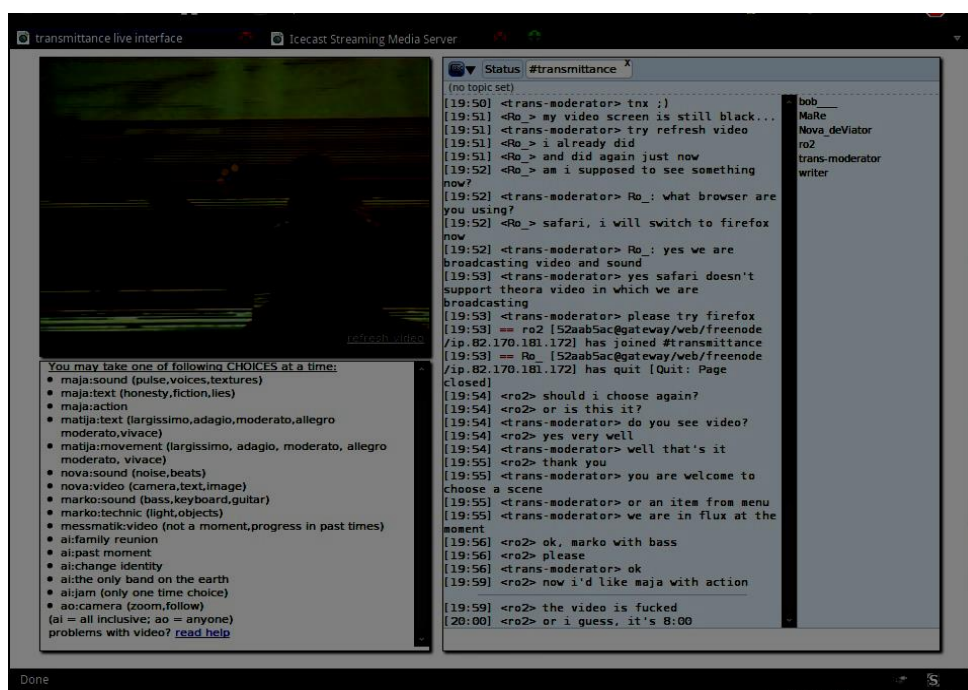 transmittance live interface
Icecast Streaming Media Server
refresh video
You may take one of following CHOICES at a time:
maja:sound (pulse,voices,textures)
maja:text (honesty,fiction,lies)
maja:action
matija:text (largissimo,adagio,moderato,allegro
moderato,vivace)
matija:movement (largissimo, adagio, moderato, allegro
moderato, vivace)
nova:sound (noise,beats)
nova:video (camera,text,image)
marko:sound (bass,keyboard,guitar)
marko:technic (light,objects)
messmatik:video (not a moment,progress in past times)
ai:family reunion
ai:past moment
ai:change identity
ai:the only band on the earth
ai:jam (only one time choice)
ao:camera (zoom,follow)
(ai = all inclusive; ao = anyone)
problems with video? read help
Status #transmittance x
(no topic set)
[19:50] <trans-moderator> tnx ;)
[19:51] <Ro_> my video screen is still black...
[19:51] <trans-moderator> try refresh video
[19:51] <Ro_> i already did
[19:51] <Ro_> and did again just now
[19:52] <Ro_> am i supposed to see something
now?
[19:52] <trans-moderator> Ro_: what browser are
you using?
[19:52] <Ro_> safari, i will switch to firefox
now
[19:52] <trans-moderator> Ro_: yes we are
broadcasting video and sound
[19:53] <trans-moderator> yes safari doesn't
support theora video in which we are
broadcasting
[19:53] <trans-moderator> please try firefox
[19:53] == ro2 [52aab5ac@gateway/web/freenode
/ip.82.170.181.172] has joined #transmittance
[19:53] == Ro_ [52aab5ac@gateway/web/freenode
/ip.82.170.181.172] has quit [Quit: Page
closed]
[19:54] <ro2> should i choose again?
[19:54] <ro2> or is this it?
[19:54] <trans-moderator> do you see video?
[19:54] <ro2> yes very well
[19:54] <trans-moderator> well that's it
[19:55] <ro2> thank you
[19:55] <trans-moderator> you are welcome to
choose a scene
[19:55] <trans-moderator> or an item from menu
[19:55] <trans-moderator> we are in flux at the
moment
[19:56] <ro2> ok, marko with bass
[19:56] <ro2> please
[19:56] <trans-moderator> ok
[19:59] <ro2> now i'd like maja with action
[19:59] <ro2> the video is fucked
[20:00] <ro2> or i guess, it's 8:00
bob___
MaRe
Nova_deViator
ro2
trans-moderator
writer
Done
S